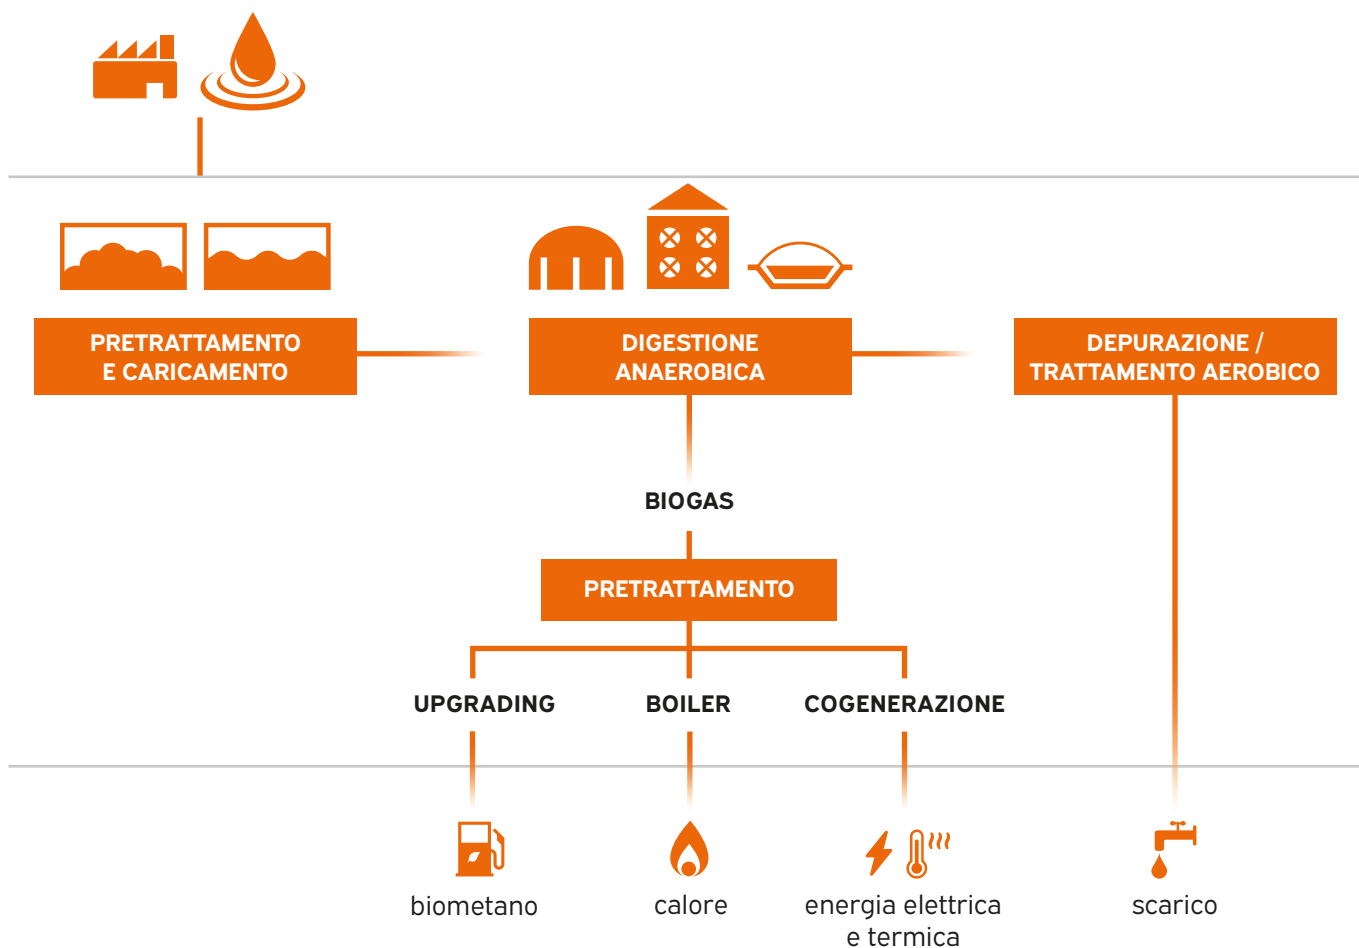 PRETRATTAMENTO
E CARICAMENTO
DIGESTIONE
ANAEROBICA
DEPURAZIONE /
TRATTAMENTO AEROBICO
BIOGAS
PRETRATTAMENTO
UPGRADING
BOILER
COGENERAZIONE
biometano
calore
energia elettrica
e termica
scarico